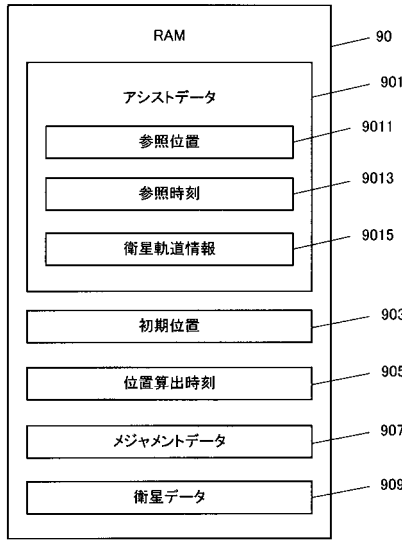 RAM
90
901
アシストデータ
9011
参照位置
9013
参照時刻
9015
衛星軌道情報
903
初期位置
905
位置算出時刻
907
メジャメントデータ
909
衛星データ